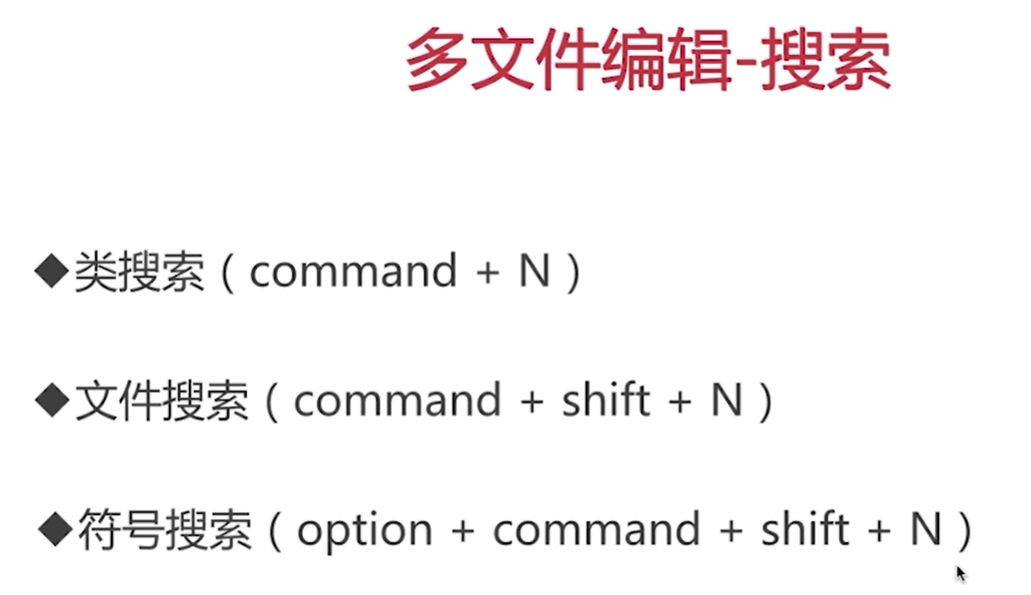 多文件编辑-搜索
◆类搜索（command + N）
◆文件搜索（command + shift + N）
◆符号搜索（option + command + shift + N）